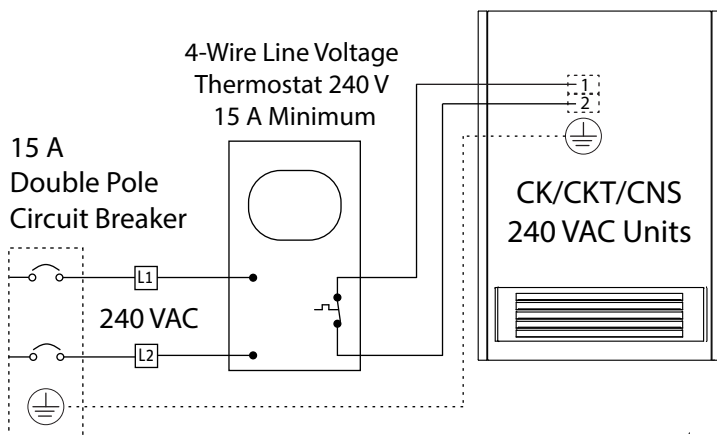 4-Wire Line Voltage
Thermostat 240 V
15 A Minimum
1
2
15 A
Double Pole
Circuit Breaker
CK/CKT/CNS
240 VAC Units
L1
240 VAC
L2